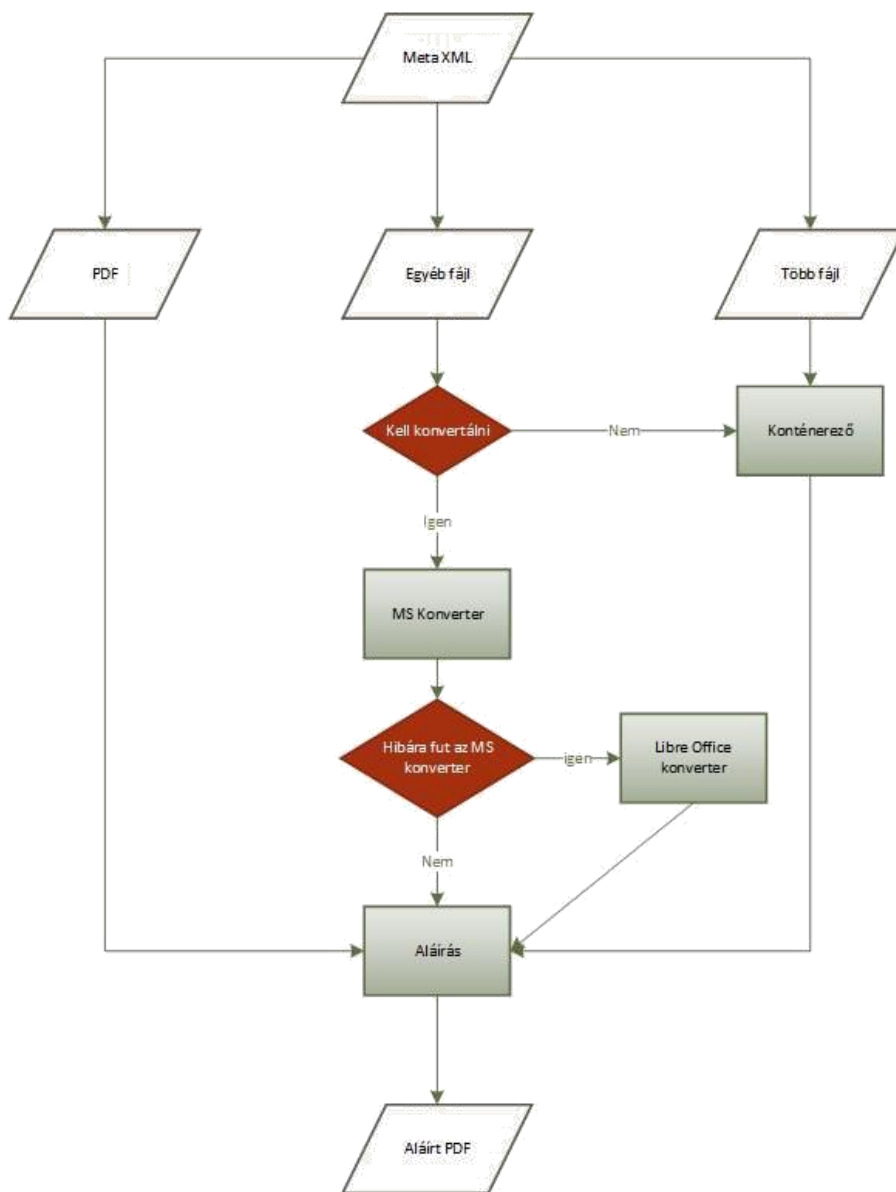 Meta XML
PDF
Egyéb fájl
Több fájl
Kell konvertálni
Nem
Konténerező
Igen
MS Konverter
Hibára fut az MS
konverter
igen
Libre Office
konverter
Nem
Aláírás
Aláírt PDF